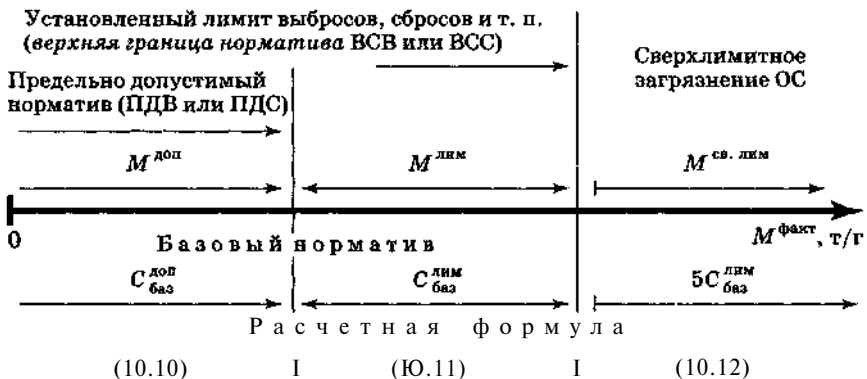 Установленный лимит выбросов, сбросов и т. п.
(верхняя граница норматива ВСВ или ВСС)
Сверхлимитное
загрязнение ОС
Предельно допустимый
норматив (ПДВ или ПДС)
M^доп M^лим M^св. лим
0 M^факт, т/г
Базовый норматив
C^доп_баз C^лим_баз 5C^лим_баз
Расчетная формула
(10.10) I (Ю.11) I (10.12)